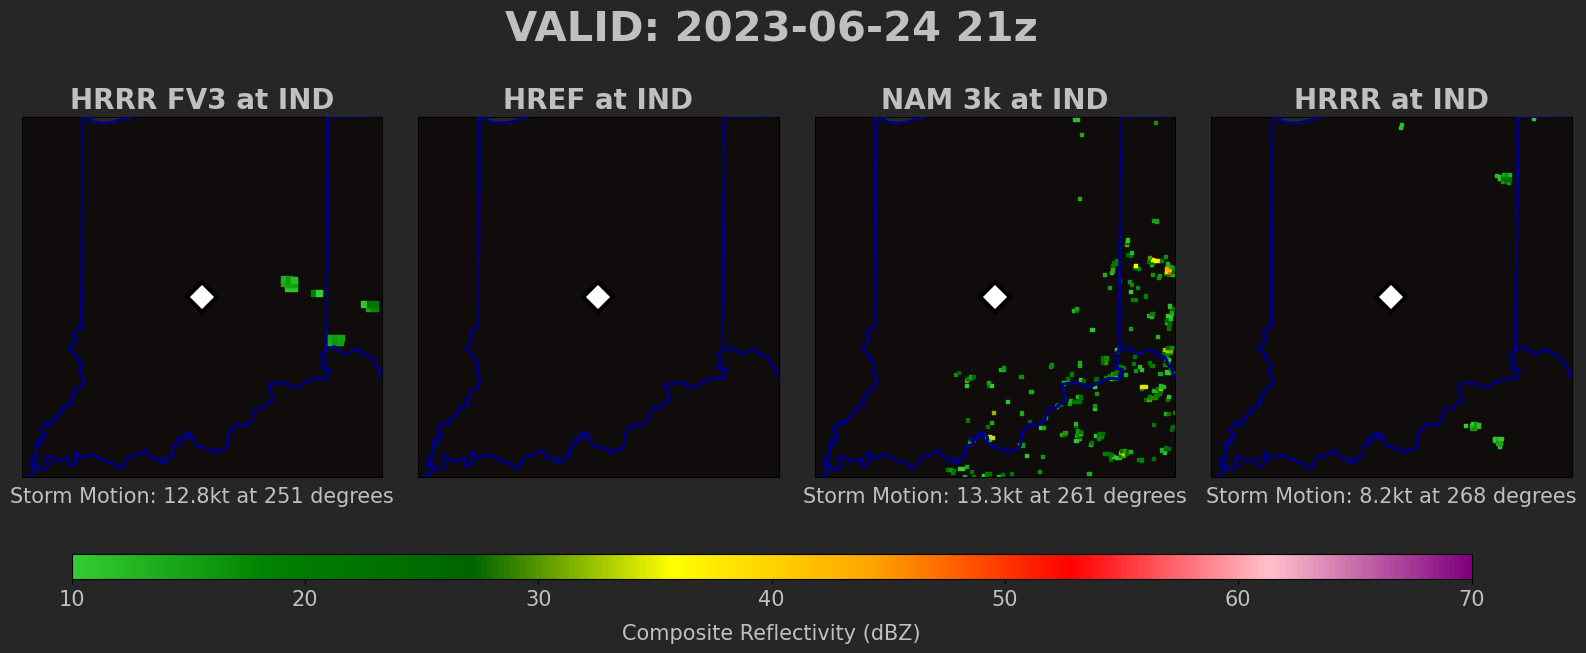 VALID: 2023-06-24 21z
HRRR FV3 at IND
HREF at IND
NAM 3k at IND
HRRR at IND
Storm Motion: 12.8kt at 251 degrees
Storm Motion: 13.3kt at 261 degrees
Storm Motion: 8.2kt at 268 degrees
10 20 30 40 50 60 70
Composite Reflectivity (dBZ)